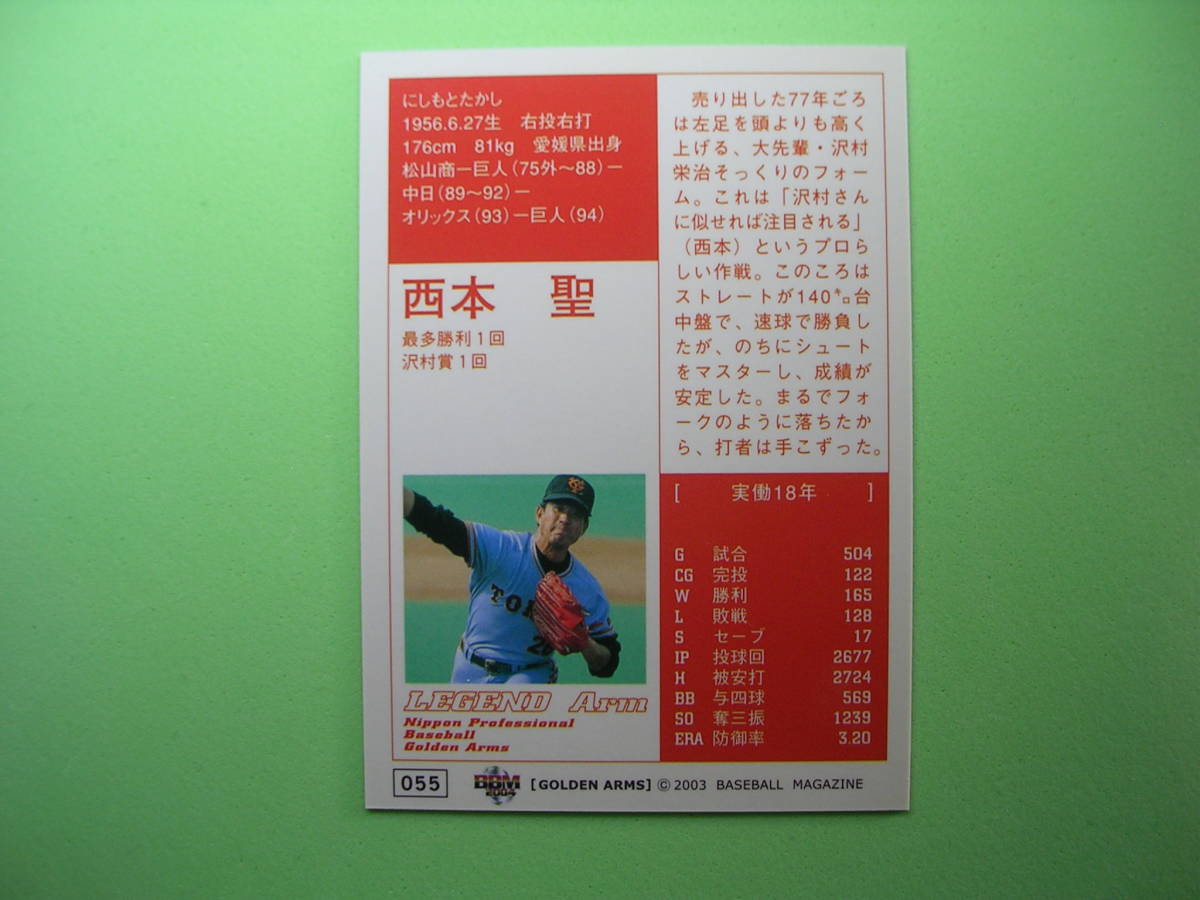 にしもとたかし
1956.6.27生　右投右打
176cm　81kg　愛媛県出身
松山商ー巨人（75外〜88）ー
中日（89〜92）ー
オリックス（93）ー巨人（94）
西本　聖
最多勝利1回
沢村賞1回
売り出した77年ごろ
は左足を頭よりも高く
上げる、大先輩・沢村
栄治そっくりのフォー
ム。これは「沢村さん
に似せれば注目される」
（西本）というプロら
しい作戦。このころは
ストレートが140㌔台
中盤で、速球で勝負し
たが、のちにシュート
をマスターし、成績が
安定した。まるでフォ
ークのように落ちたか
ら、打者は手こずった。
TOK
26
LEGEND Arm
Nippon Professional
Baseball
Golden Arms
[　実働18年　]
G 試合 504
CG 完投 122
W 勝利 165
L 敗戦 128
S セーブ 17
IP 投球回 2677
H 被安打 2724
BB 与四球 569
SO 奪三振 1239
ERA 防御率 3.20
055
BBM
2004
[GOLDEN ARMS] © 2003 BASEBALL MAGAZINE